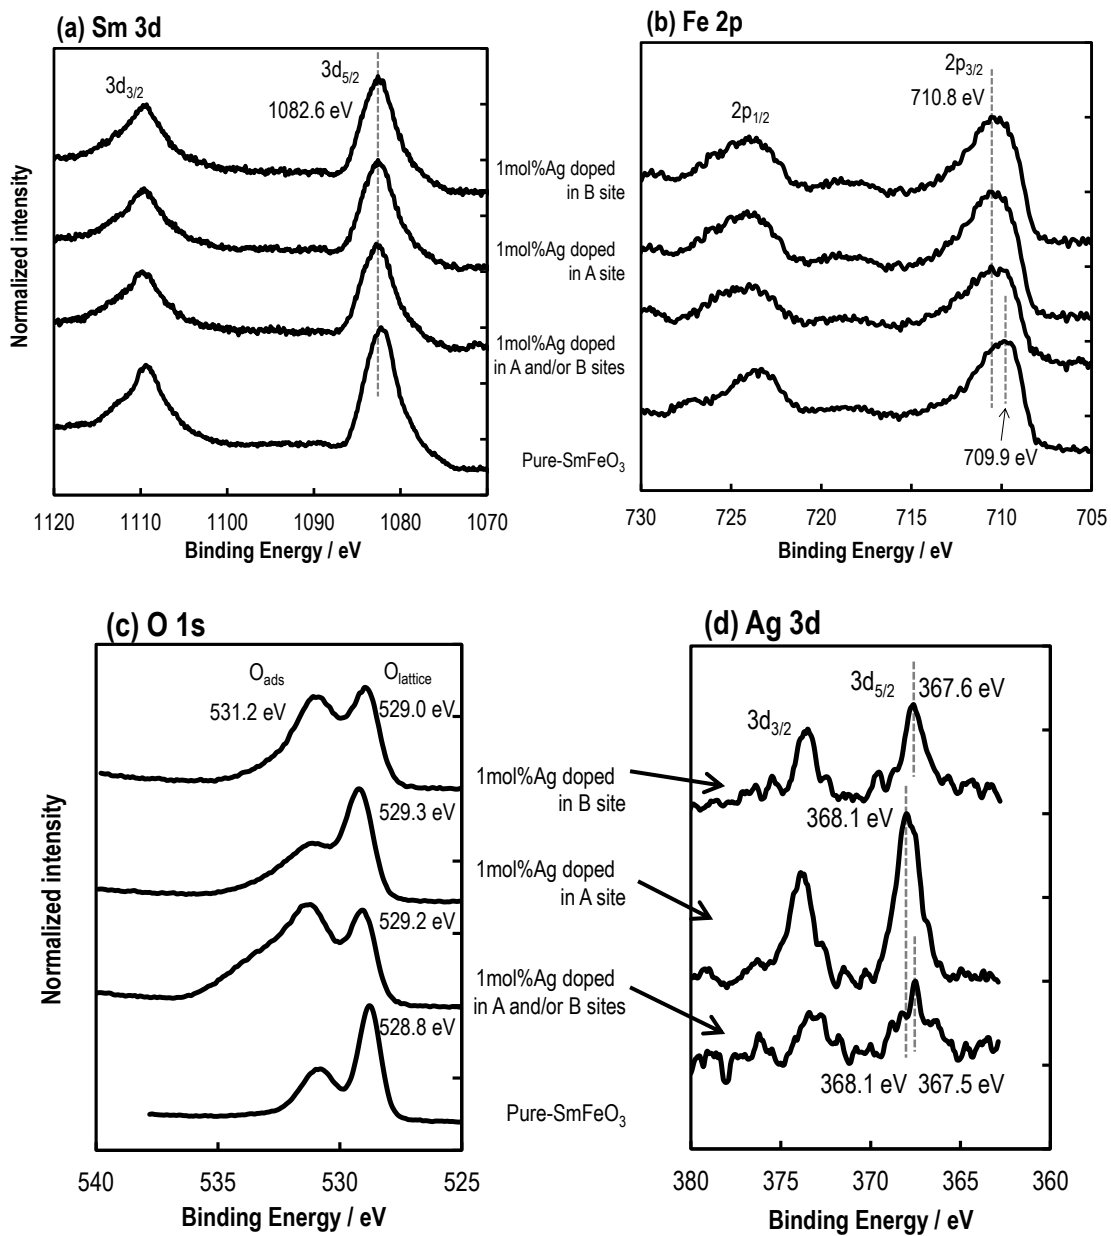 (a) Sm 3d
3d3/2
3d5/2
1082.6 eV
Normalized intensity
1120 1110 1100 1090 1080 1070
Binding Energy / eV
1mol%Ag doped
in B site
1mol%Ag doped
in A site
1mol%Ag doped
in A and/or B sites
Pure-SmFeO3
(b) Fe 2p
2p1/2
2p3/2
710.8 eV
709.9 eV
730 725 720 715 710 705
Binding Energy / eV
(c) O 1s
Oads
531.2 eV
Olattice
529.0 eV
529.3 eV
529.2 eV
528.8 eV
Normalized intensity
540 535 530 525
Binding Energy / eV
1mol%Ag doped
in B site
1mol%Ag doped
in A site
1mol%Ag doped
in A and/or B sites
Pure-SmFeO3
(d) Ag 3d
3d3/2
3d5/2
367.6 eV
368.1 eV
368.1 eV
367.5 eV
380 375 370 365 360
Binding Energy / eV